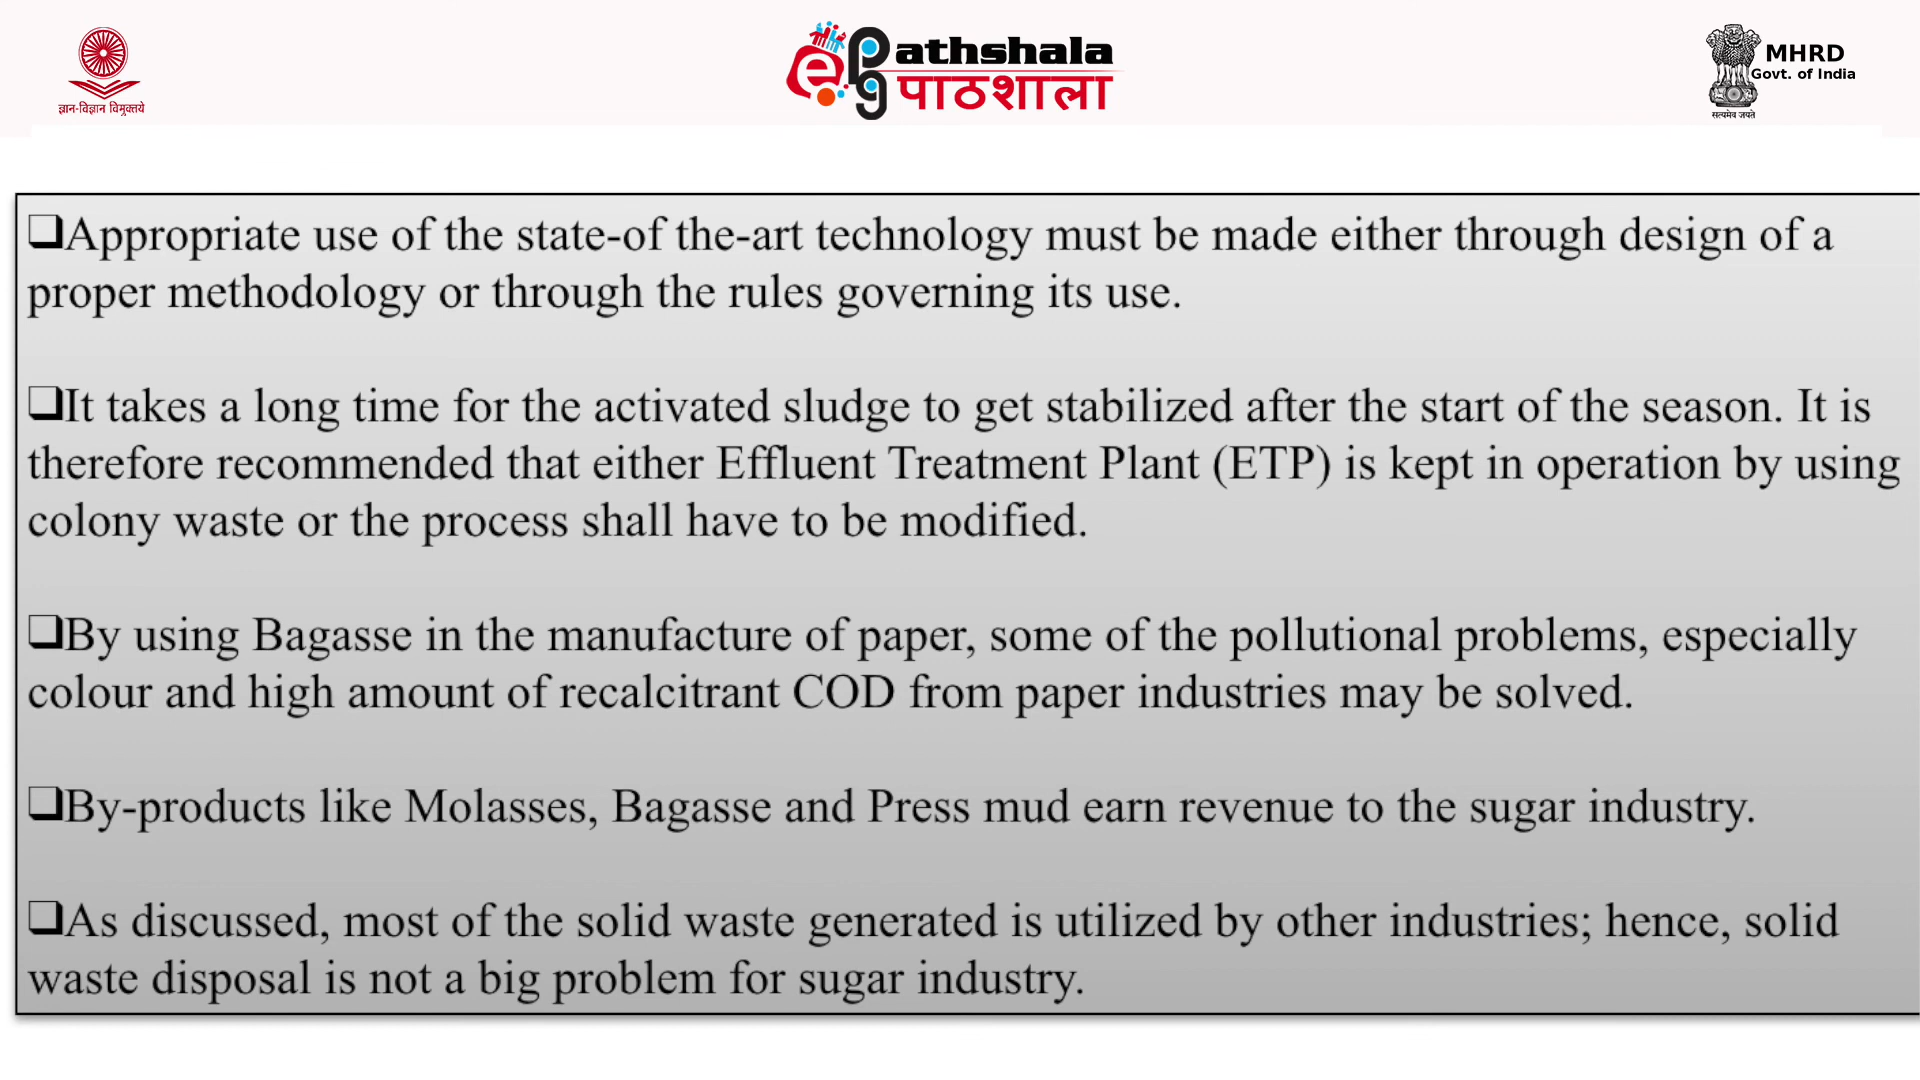 ज्ञान-विज्ञान विमुक्तये
ePathshala
पाठशाला
MHRD
Govt. of India
सत्यमेव जयते
❑Appropriate use of the state-of the-art technology must be made either through design of a
proper methodology or through the rules governing its use.
❑It takes a long time for the activated sludge to get stabilized after the start of the season. It is
therefore recommended that either Effluent Treatment Plant (ETP) is kept in operation by using
colony waste or the process shall have to be modified.
❑By using Bagasse in the manufacture of paper, some of the pollutional problems, especially
colour and high amount of recalcitrant COD from paper industries may be solved.
❑By-products like Molasses, Bagasse and Press mud earn revenue to the sugar industry.
❑As discussed, most of the solid waste generated is utilized by other industries; hence, solid
waste disposal is not a big problem for sugar industry.